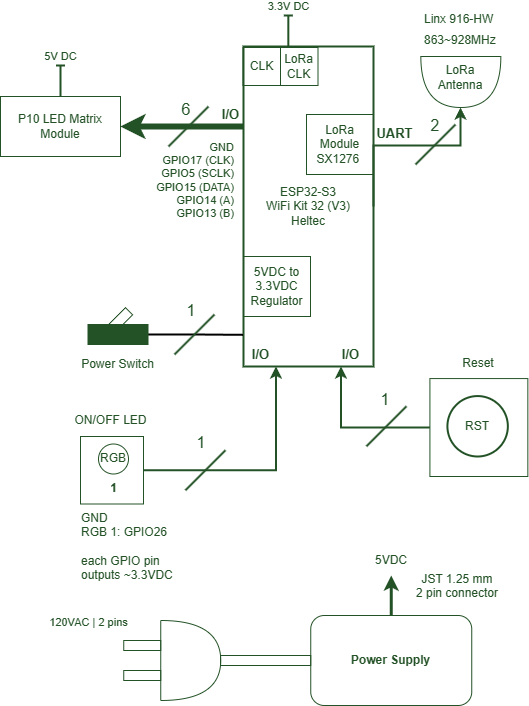 3.3V DC
Linx 916-HW
863~928MHz
5V DC
CLK
LoRa
CLK
LoRa
Antenna
P10 LED Matrix
Module
6
I/O
LoRa
Module
SX1276
UART
2
GND
GPIO17 (CLK)
GPIO5 (SCLK)
GPIO15 (DATA)
GPIO14 (A)
GPIO13 (B)
ESP32-S3
WiFi Kit 32 (V3)
Heltec
5VDC to
3.3VDC
Regulator
1
Power Switch
I/O
I/O
Reset
1
RST
ON/OFF LED
RGB
1
1
GND
RGB 1: GPIO26
each GPIO pin
outputs ~3.3VDC
5VDC
JST 1.25 mm
2 pin connector
120VAC | 2 pins
Power Supply